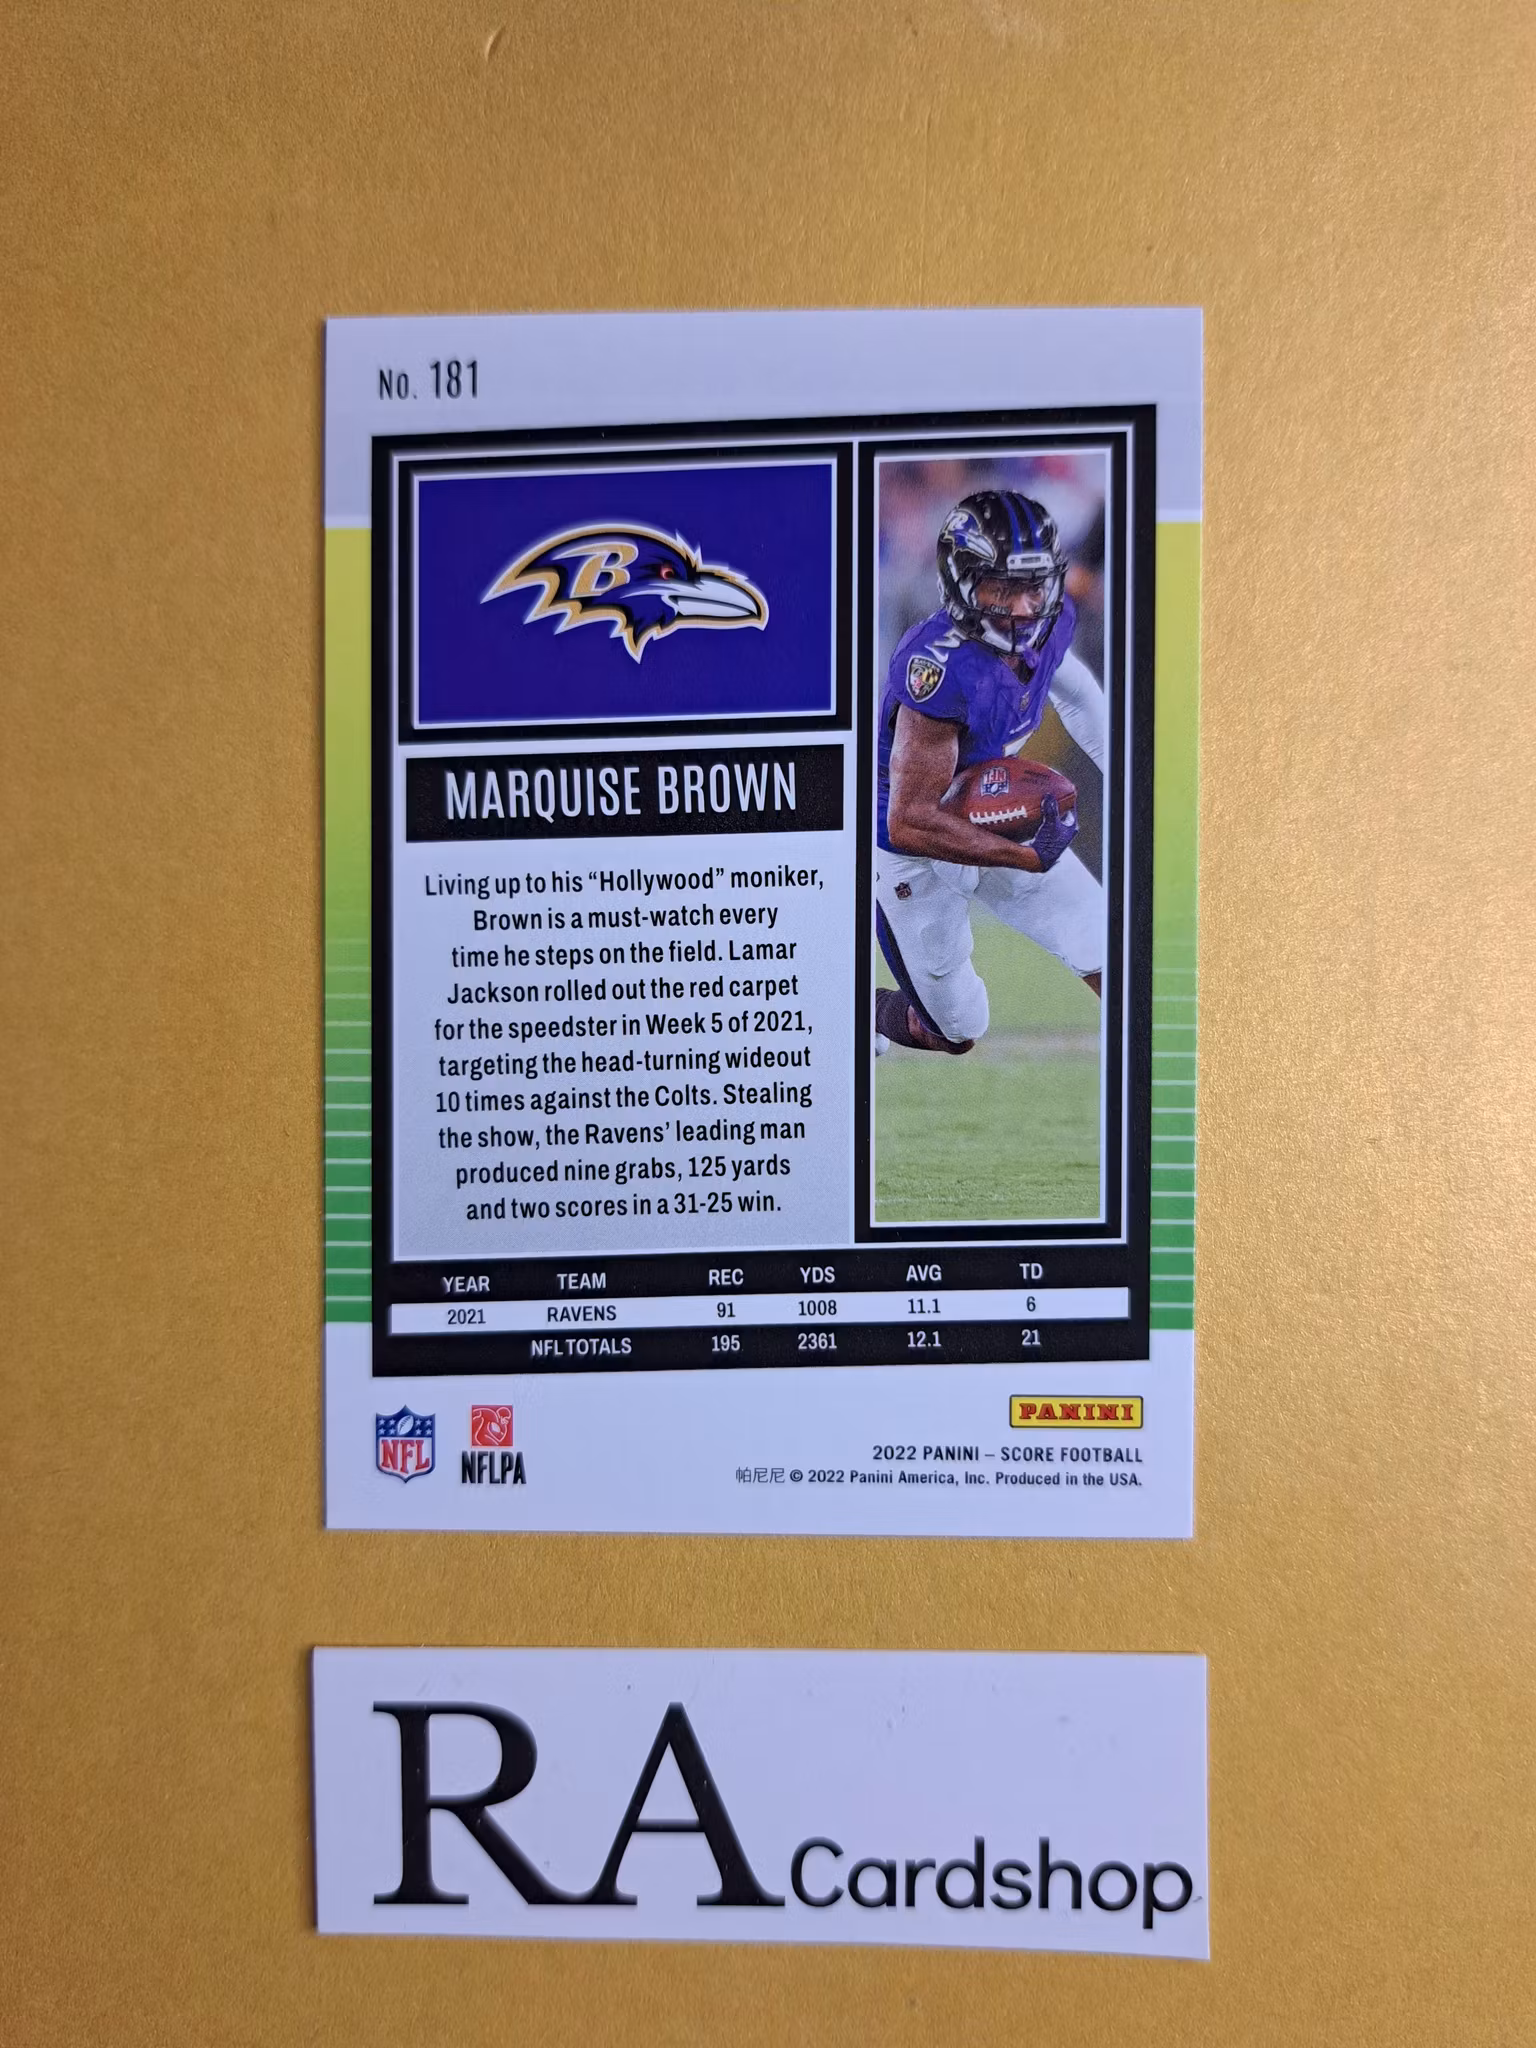 No. 181
B
MARQUISE BROWN
Living up to his “Hollywood” moniker,
Brown is a must-watch every
time he steps on the field. Lamar
Jackson rolled out the red carpet
for the speedster in Week 5 of 2021,
targeting the head-turning wideout
10 times against the Colts. Stealing
the show, the Ravens’ leading man
produced nine grabs, 125 yards
and two scores in a 31-25 win.
YEAR TEAM REC YDS AVG TD
2021 RAVENS 91 1008 11.1 6
NFL TOTALS 195 2361 12.1 21
NFL
NFLPA
PANINI
2022 PANINI – SCORE FOOTBALL
帕尼尼 © 2022 Panini America, Inc. Produced in the USA.
RA Cardshop